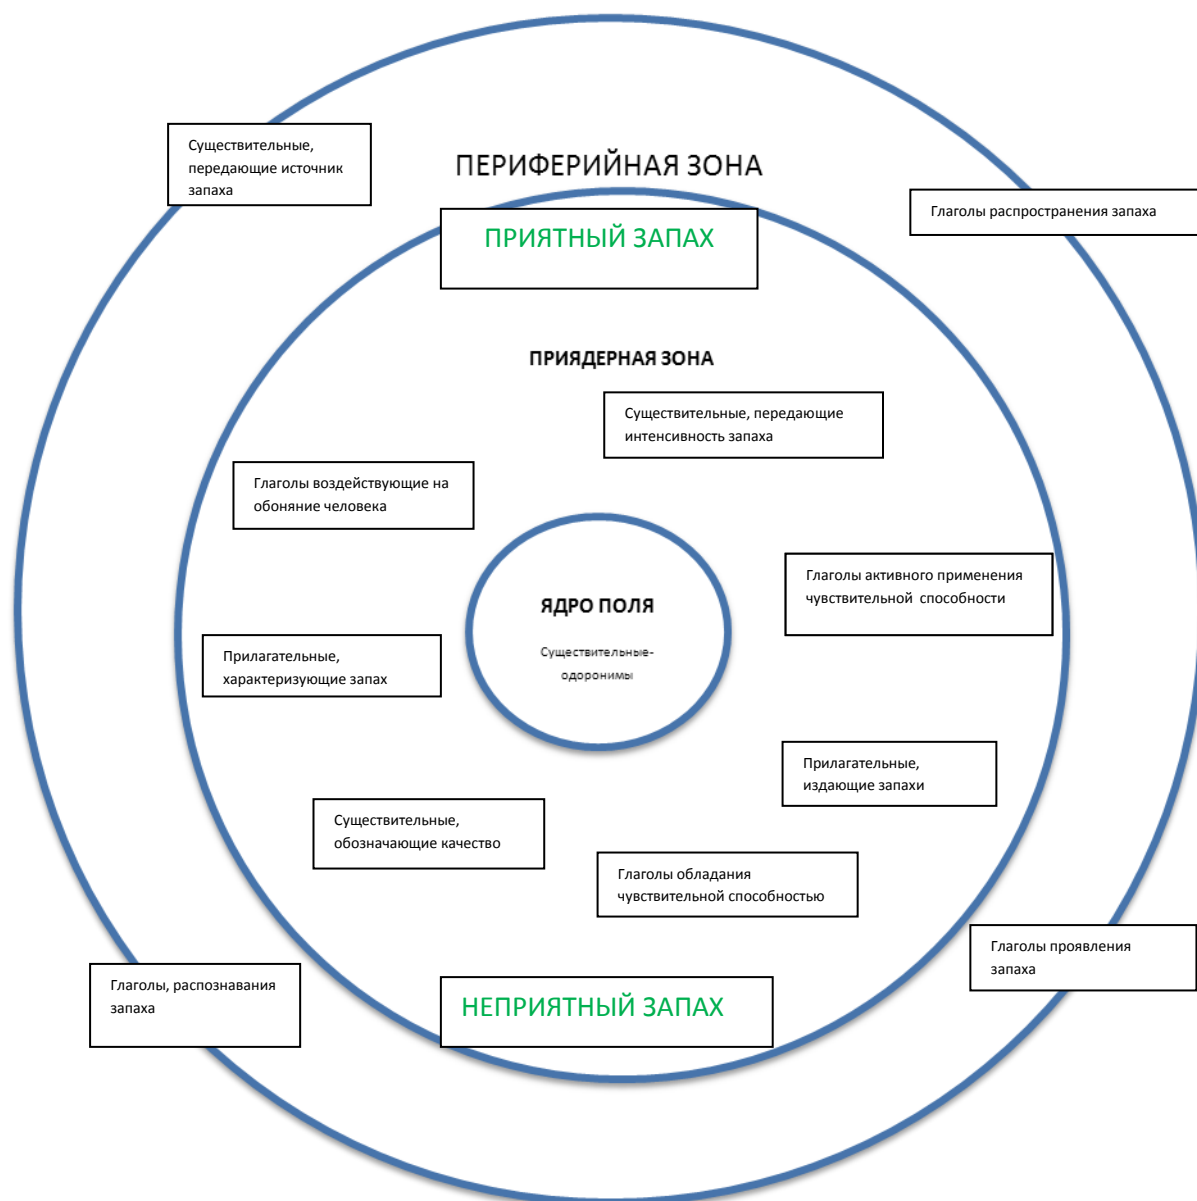 Существительные,
передающие источник
запаха
ПЕРИФЕРИЙНАЯ ЗОНА
Глаголы распространения запаха
ПРИЯТНЫЙ ЗАПАХ
ПРИЯДЕРНАЯ ЗОНА
Существительные, передающие
интенсивность запаха
Глаголы воздействующие на
обоняние человека
Глаголы активного применения
чувствительной способности
ЯДРО ПОЛЯ
Существительные-
одоронимы
Прилагательные,
характеризующие запах
Прилагательные,
издающие запахи
Существительные,
обозначающие качество
Глаголы обладания
чувствительной способностью
Глаголы проявления
запаха
Глаголы, распознавания
запаха
НЕПРИЯТНЫЙ ЗАПАХ